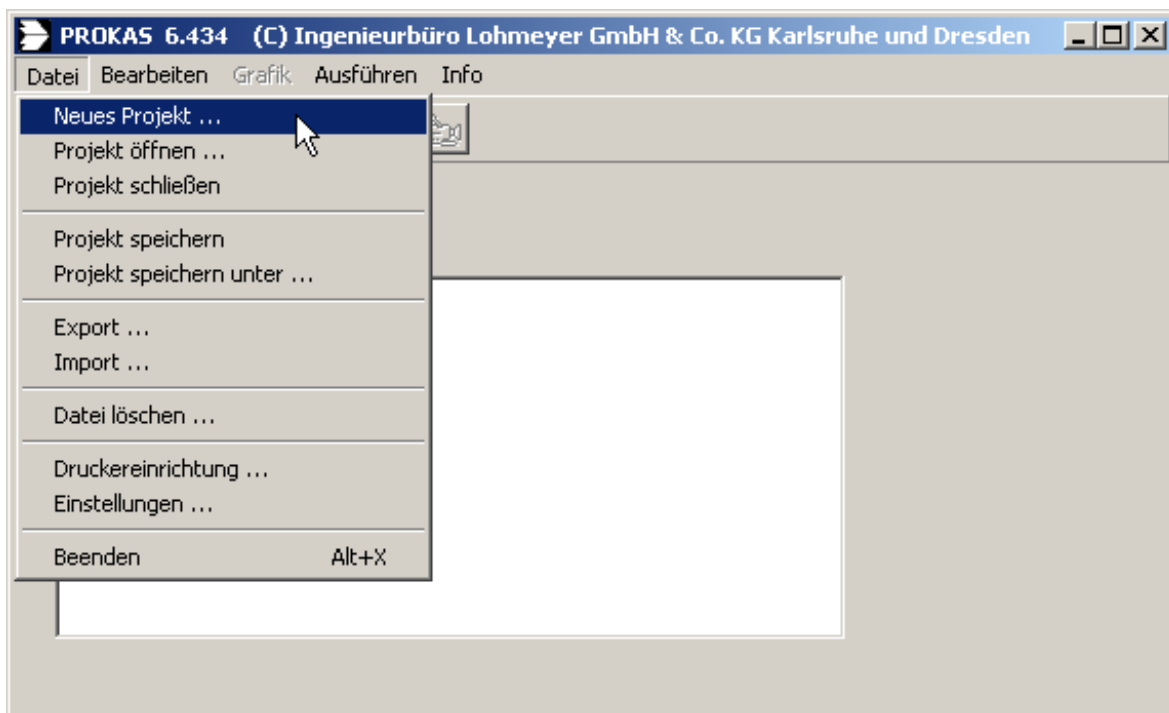 PROKAS 6.434 (C) Ingenieurbüro Lohmeyer GmbH & Co. KG Karlsruhe und Dresden
Datei Bearbeiten Grafik Ausführen Info
Neues Projekt ...
Projekt öffnen ...
Projekt schließen
Projekt speichern
Projekt speichern unter ...
Export ...
Import ...
Datei löschen ...
Druckereinrichtung ...
Einstellungen ...
Beenden Alt+X